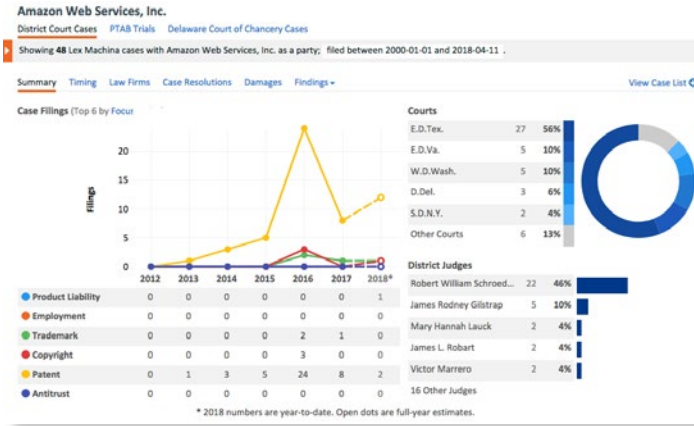 Amazon Web Services, Inc.
District Court Cases PTAB Trials Delaware Court of Chancery Cases
Showing 48 Lex Machina cases with Amazon Web Services, Inc. as a party; filed between 2000-01-01 and 2018-04-11 .
Summary Timing Law Firms Case Resolutions Damages Findings View Case List
Case Filings (Top 6 by Focus
Filings
20
15
10
5
0
2012 2013 2014 2015 2016 2017 2018*
Product Liability 0 0 0 0 0 0 1
Employment 0 0 0 0 0 0 0
Trademark 0 0 0 0 2 1 0
Copyright 0 0 0 0 3 0 0
Patent 0 1 3 5 24 8 2
Antitrust 0 0 0 0 0 0 0
* 2018 numbers are year-to-date. Open dots are full-year estimates.
Courts
E.D.Tex. 27 56%
E.D.Va. 5 10%
W.D.Wash. 5 10%
D.Del. 3 6%
S.D.N.Y. 2 4%
Other Courts 6 13%
District Judges
Robert William Schroed... 22 46%
James Rodney Gilstrap 5 10%
Mary Hannah Lauck 2 4%
James L. Robart 2 4%
Victor Marrero 2 4%
16 Other Judges